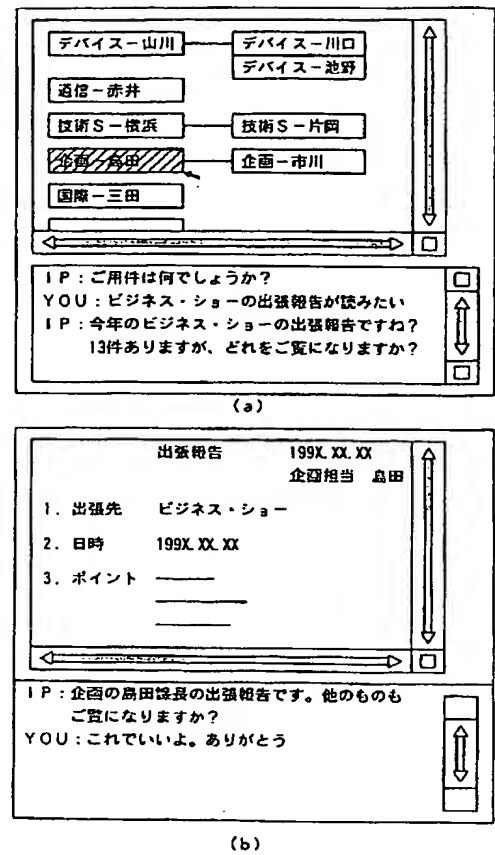 デバイス－山川 デバイス－川口
デバイス－池野
通信－赤井
技術S－横浜 技術S－片岡
企画－島田 企画－市川
国際－三田
IP：ご用件は何でしょうか？
YOU：ビジネス・ショーの出張報告が読みたい
IP：今年のビジネス・ショーの出張報告ですね？
13件ありますが、どれをご覧になりますか？
(a)
出張報告 199X.XX.XX
企画担当 島田
1．出張先 ビジネス・ショー
2．日時 199X.XX.XX
3．ポイント
IP：企画の島田課長の出張報告です。他のものも
ご覧になりますか？
YOU：これでいいよ。ありがとう
(b)